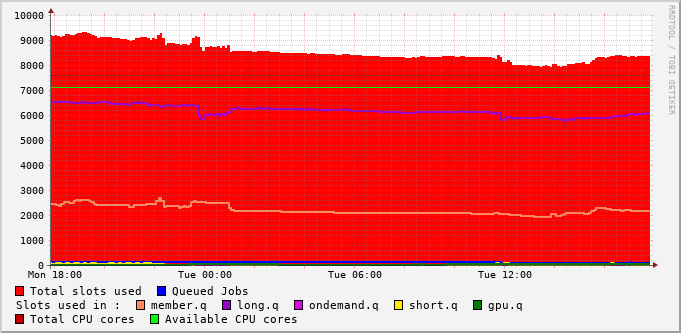 10000
9000
8000
7000
6000
5000
4000
3000
2000
1000
0
Mon 18:00 Tue 00:00 Tue 06:00 Tue 12:00
Total slots used Queued Jobs
Slots used in : member.q long.q ondemand.q short.q gpu.q
Total CPU cores Available CPU cores
RRDTOOL / TOBI OETIKER